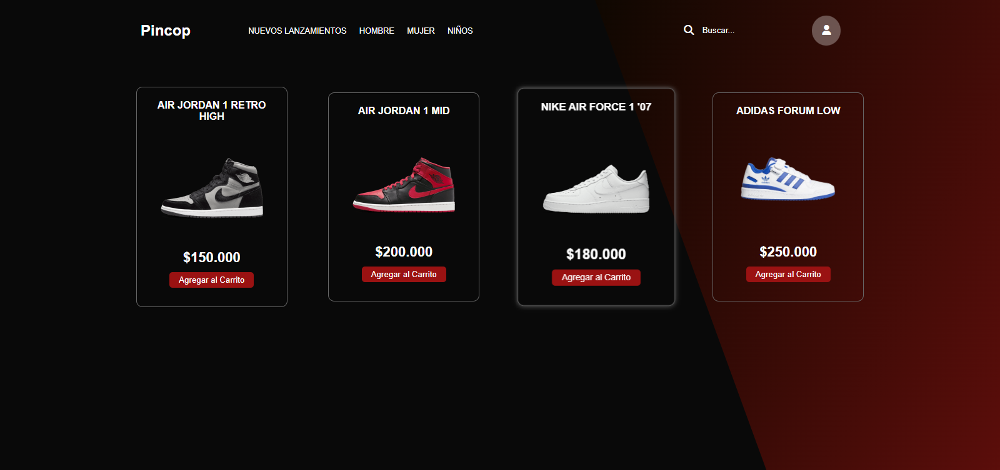 Pincop
NUEVOS LANZAMIENTOS HOMBRE MUJER NIÑOS
Buscar...
AIR JORDAN 1 RETRO
HIGH
$150.000
Agregar al Carrito
AIR JORDAN 1 MID
$200.000
Agregar al Carrito
NIKE AIR FORCE 1 '07
$180.000
Agregar al Carrito
ADIDAS FORUM LOW
$250.000
Agregar al Carrito